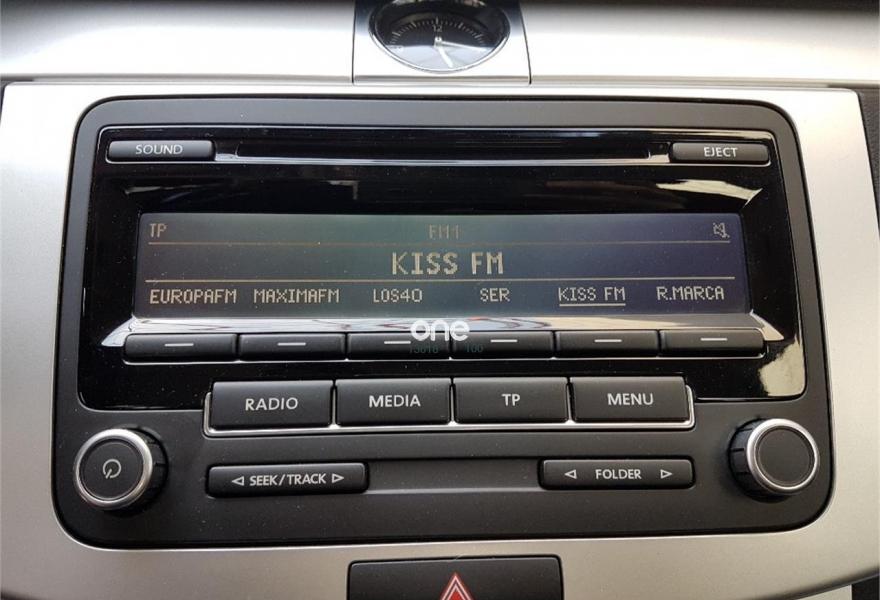 12
SOUND EJECT
TP FM1
KISS FM
EUROPAFM MAXIMAFM LOS40 SER KISS FM R.MARCA
one
RADIO MEDIA TP MENU
SEEK/TRACK FOLDER